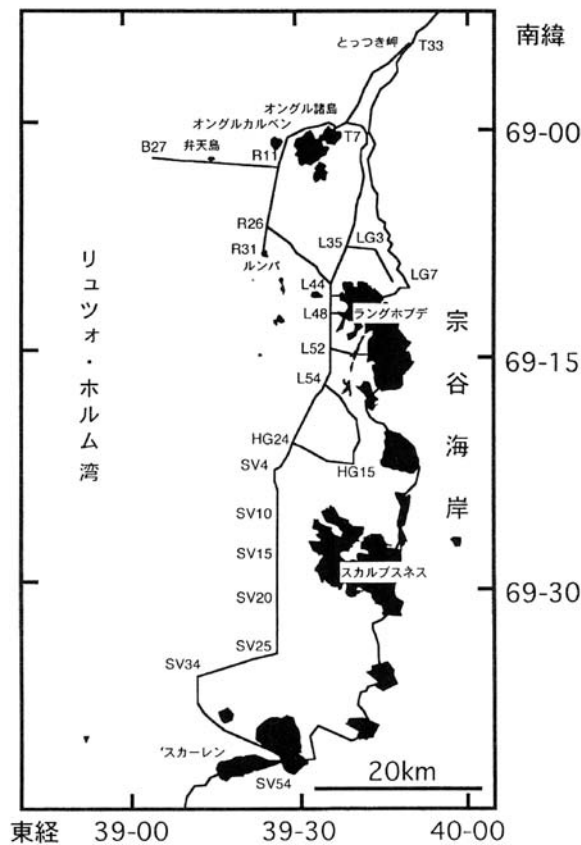 南緯
とっつき岬
T33
オングル諸島
オングルカルベン
69-00
T7
B27
弁天島
R11
R26
L35
LG3
R31
ルンバ
LG7
L44
ラングホブデ
L48
L52
69-15
L54
リュツォ・ホルム湾
宗谷海岸
HG24
SV4
HG15
SV10
SV15
スカルブスネス
SV20
69-30
SV25
SV34
スカーレン
20km
SV54
東経
39-00
39-30
40-00